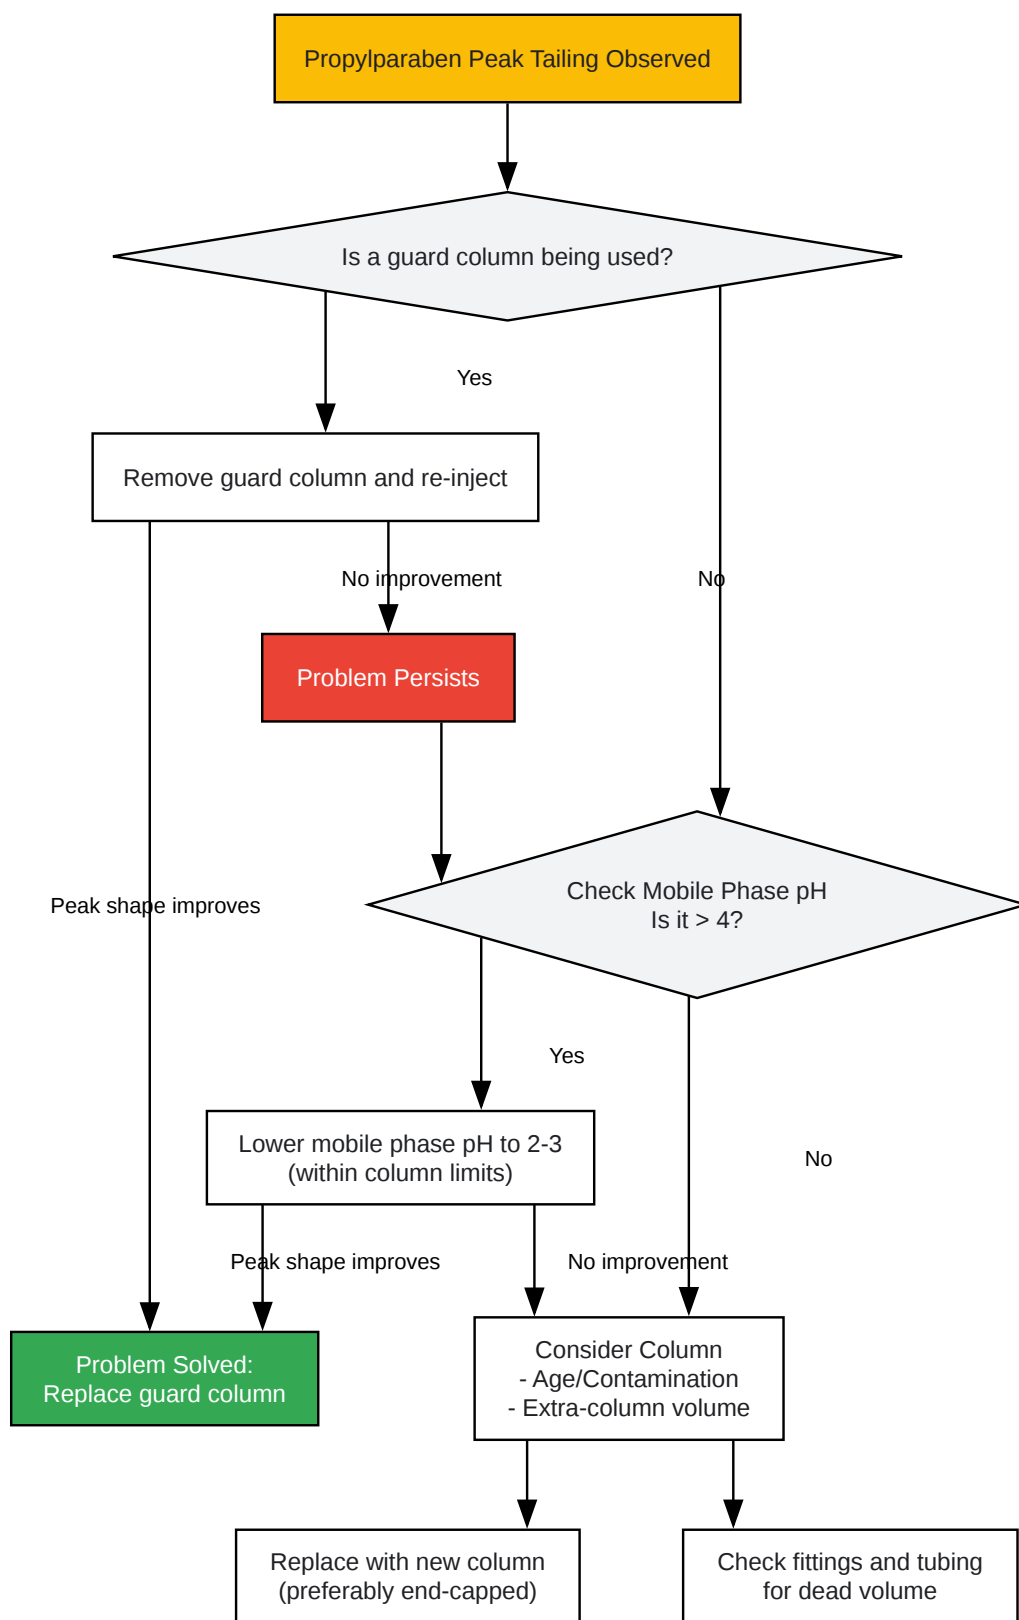 Propylparaben Peak Tailing Observed
Is a guard column being used?
Yes
Remove guard column and re-inject
No improvement
No
Problem Persists
Check Mobile Phase pH
Is it > 4?
Peak shape improves
Yes
Lower mobile phase pH to 2-3
(within column limits)
No
Peak shape improves
No improvement
Problem Solved:
Replace guard column
Consider Column
- Age/Contamination
- Extra-column volume
Replace with new column
(preferably end-capped)
Check fittings and tubing
for dead volume